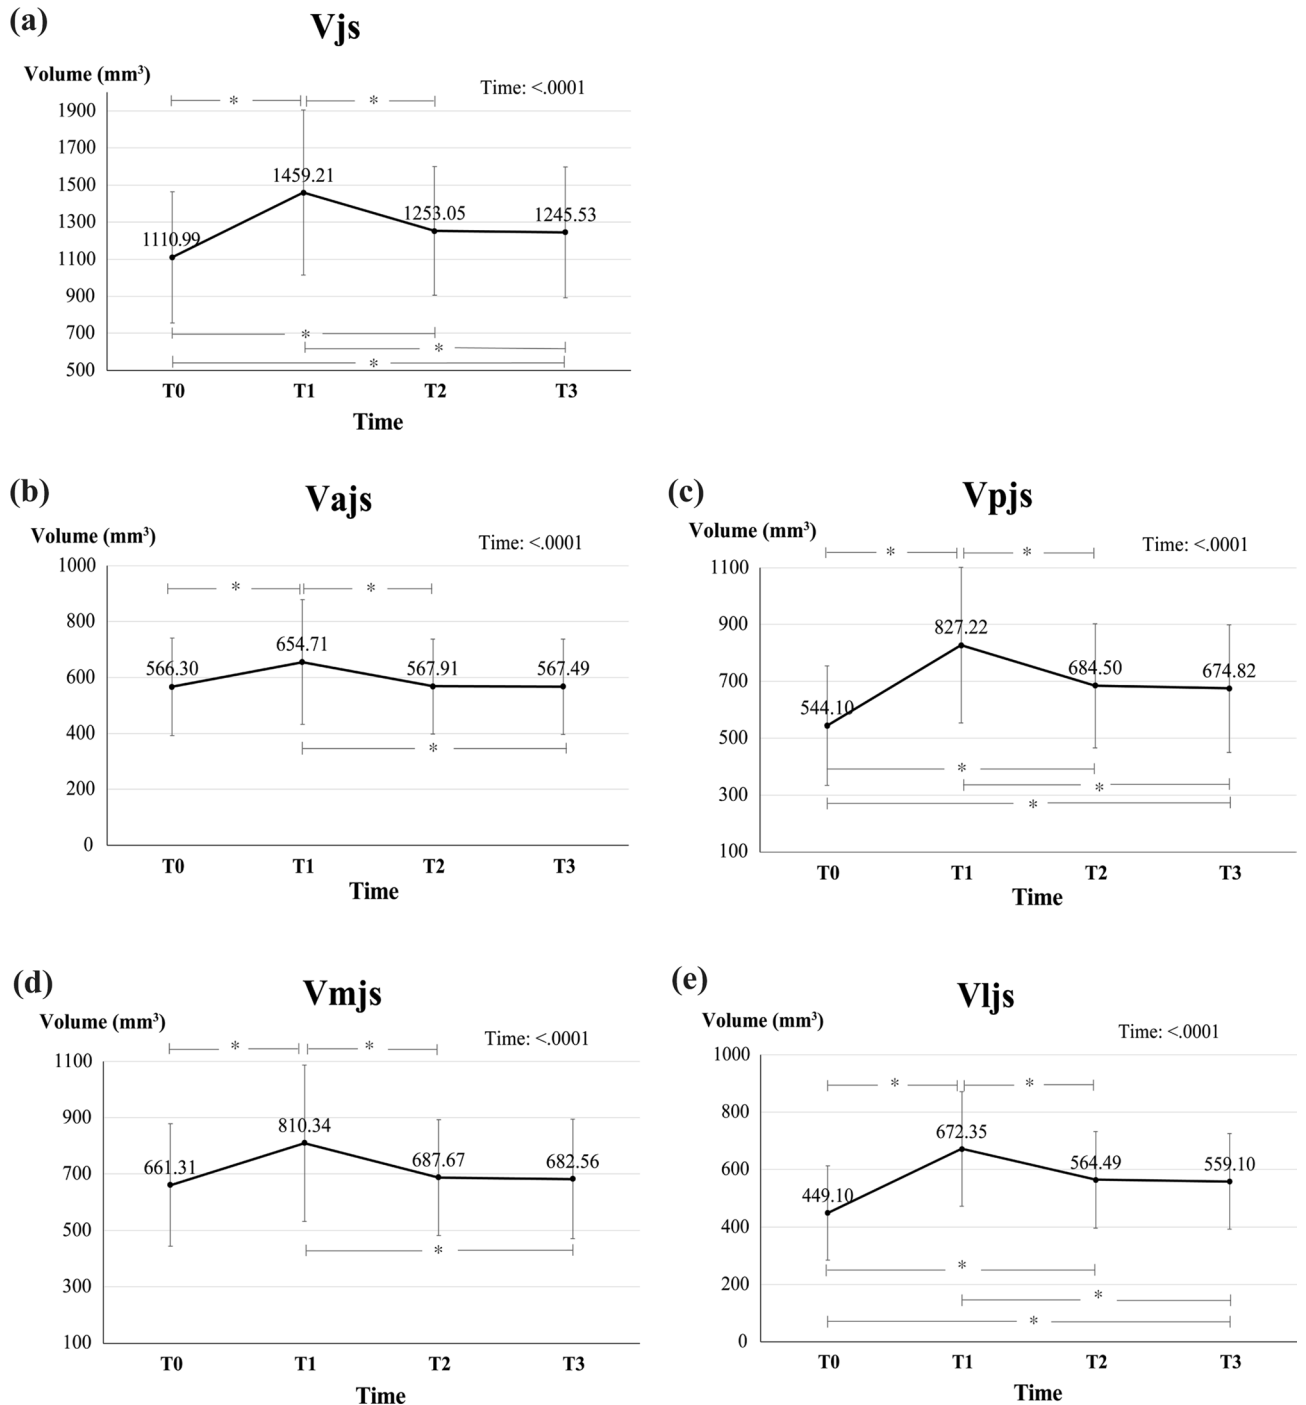 (a)
Vjs
Volume (mm³)
Time: <.0001
* *
1900
1700
1500
1300
1100
900
700
500
1110.99
1459.21
1253.05
1245.53
*
*
*
T0 T1 T2 T3
Time
(b)
Vajs
Volume (mm³)
Time: <.0001
* *
1000
800
600
400
200
0
566.30
654.71
567.91
567.49
*
T0 T1 T2 T3
Time
(c)
Vpjs
Volume (mm³)
Time: <.0001
* *
1100
900
700
500
300
100
544.10
827.22
684.50
674.82
*
*
*
T0 T1 T2 T3
Time
(d)
Vmjs
Volume (mm³)
Time: <.0001
* *
1100
900
700
500
300
100
661.31
810.34
687.67
682.56
*
T0 T1 T2 T3
Time
(e)
Vljs
Volume (mm³)
Time: <.0001
* *
1000
800
600
400
200
0
449.10
672.35
564.49
559.10
*
*
*
T0 T1 T2 T3
Time